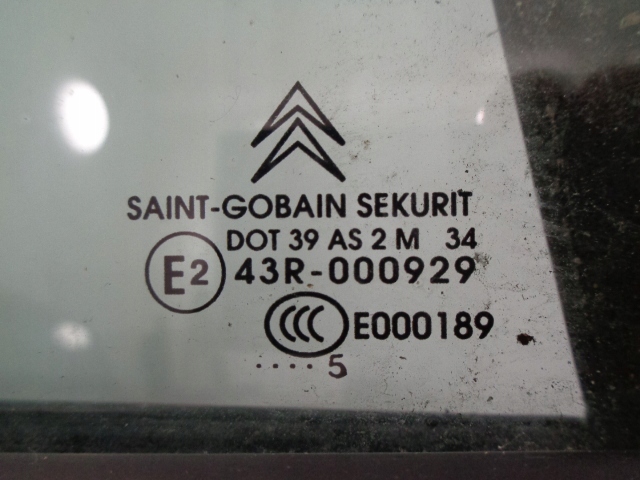 SAINT-GOBAIN SEKURIT
DOT 39 AS 2 M 34
E2 43R-000929
CCC E000189
.... 5